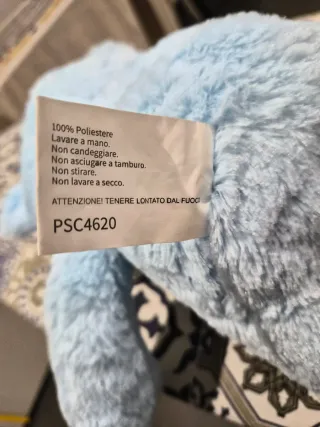 100% Poliestere
Lavare a mano.
Non candeggiare.
Non asciugare a tamburo.
Non stirare.
Non lavare a secco.
ATTENZIONE! TENERE LONTATO DAL FUOCO
PSC4620